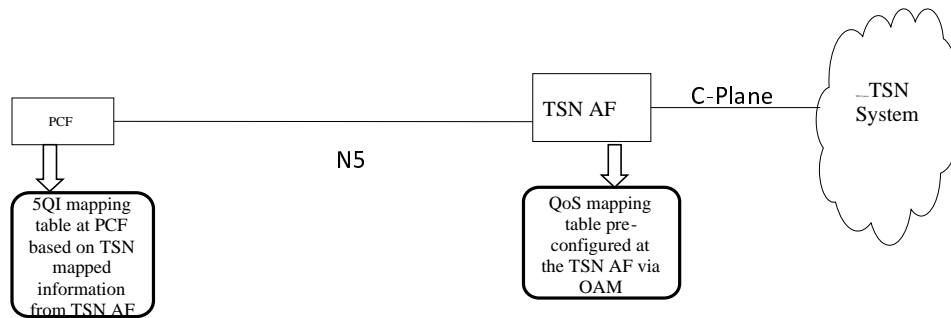 C-Plane
TSN
System
TSN AF
PCF
N5
5QI mapping
table at PCF
based on TSN
mapped
information
from TSN AF
QoS mapping
table pre-
configured at
the TSN AF via
OAM